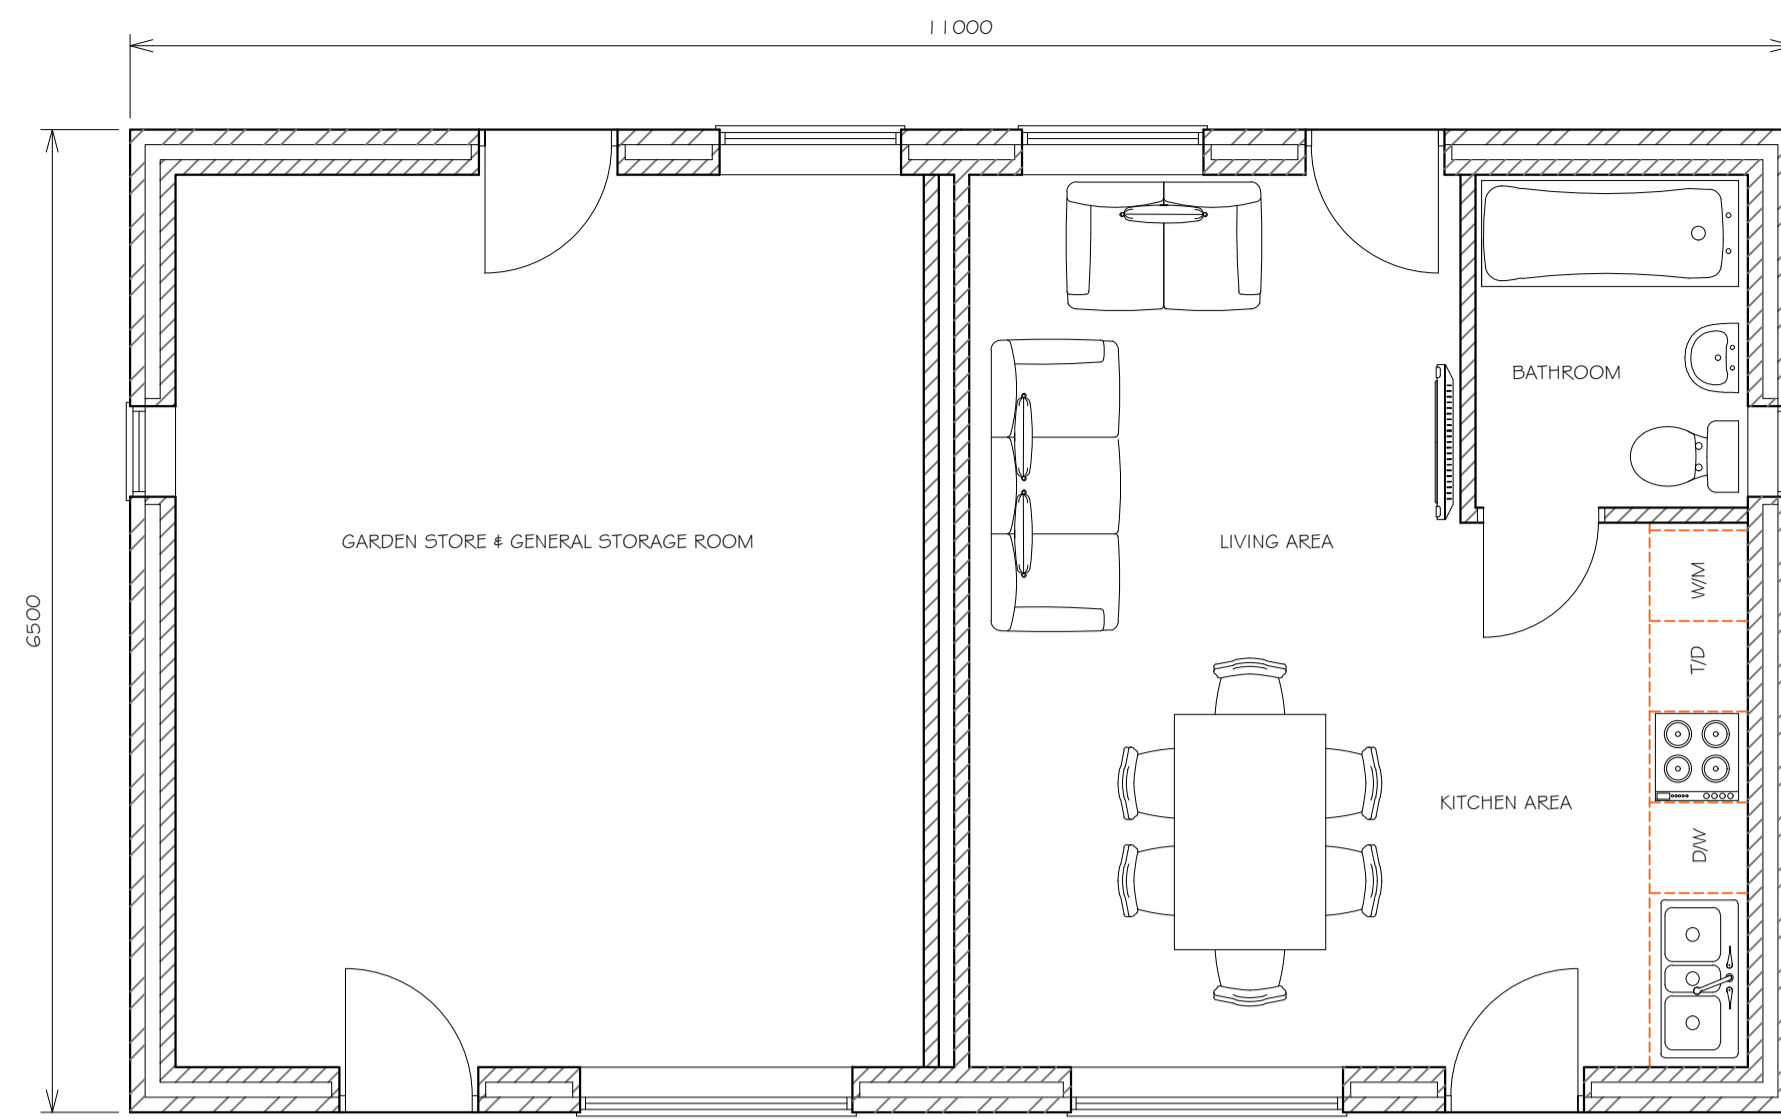 11000
BATHROOM
GARDEN STORE & GENERAL STORAGE ROOM
LIVING AREA
W/M
6500
T/D
KITCHEN AREA
D/W